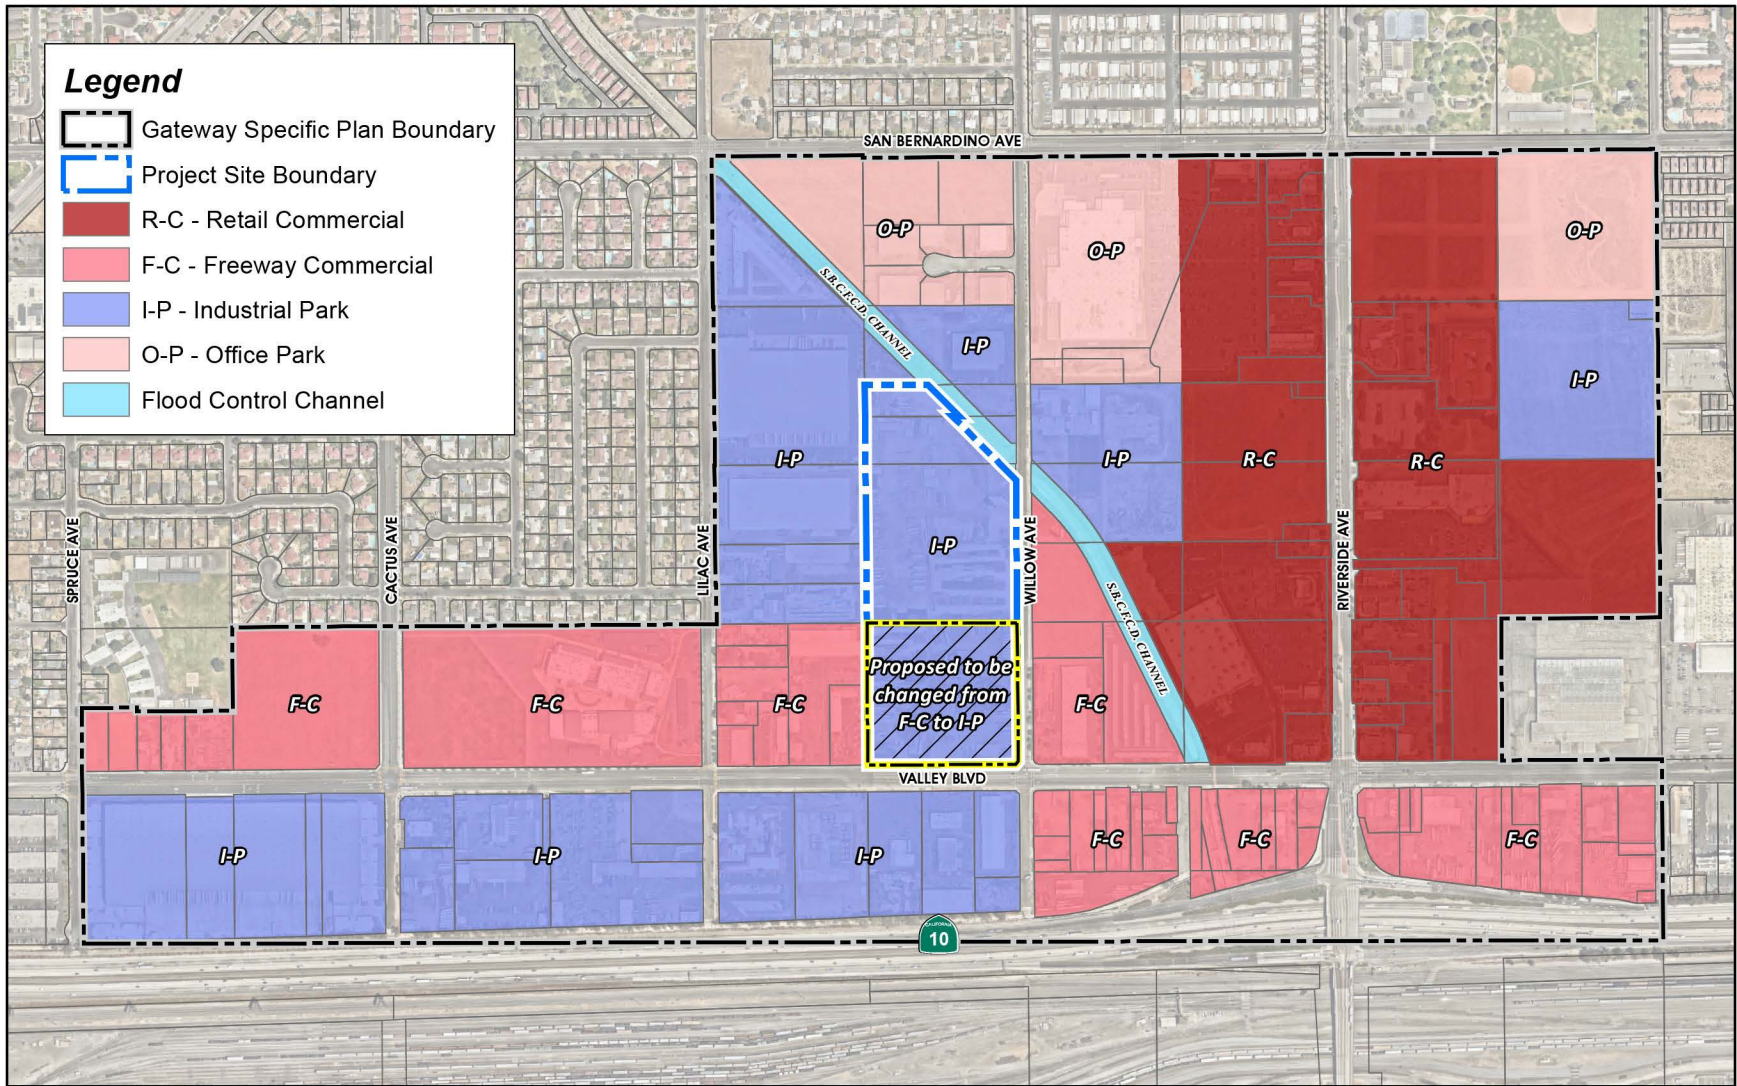 Legend
Gateway Specific Plan Boundary
Project Site Boundary
R-C - Retail Commercial
F-C - Freeway Commercial
I-P - Industrial Park
O-P - Office Park
Flood Control Channel
SAN BERNARDINO AVE
O-P
O-P
O-P
S.B.C.F.C.D. CHANNEL
I-P
I-P
I-P
I-P
R-C
R-C
I-P
SPRUCE AVE
CACTUS AVE
LILAC AVE
WILLOW AVE
RIVERSIDE AVE
S.B.C.F.C.D. CHANNEL
F-C
F-C
F-C
Proposed to be
changed from
F-C to I-P
F-C
VALLEY BLVD
I-P
I-P
I-P
F-C
F-C
F-C
CALIFORNIA
10